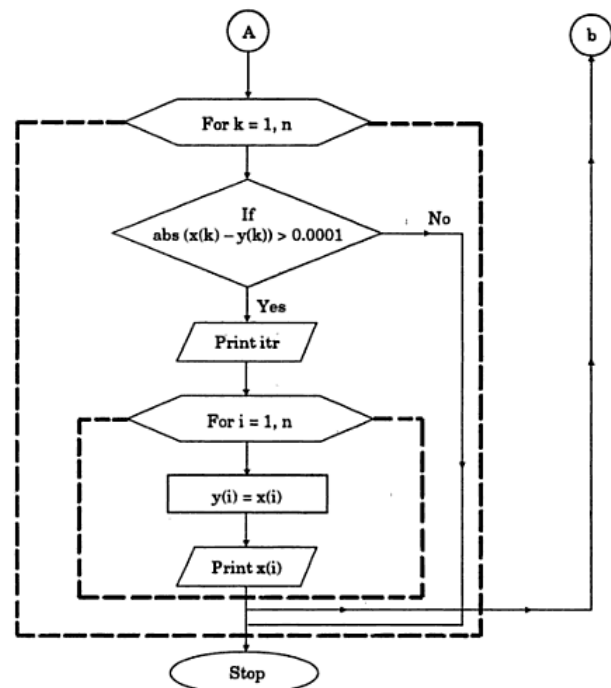 A
b
For k = 1, n
If
abs (x(k) – y(k)) > 0.0001
No
Yes
Print itr
For i = 1, n
y(i) = x(i)
Print x(i)
Stop